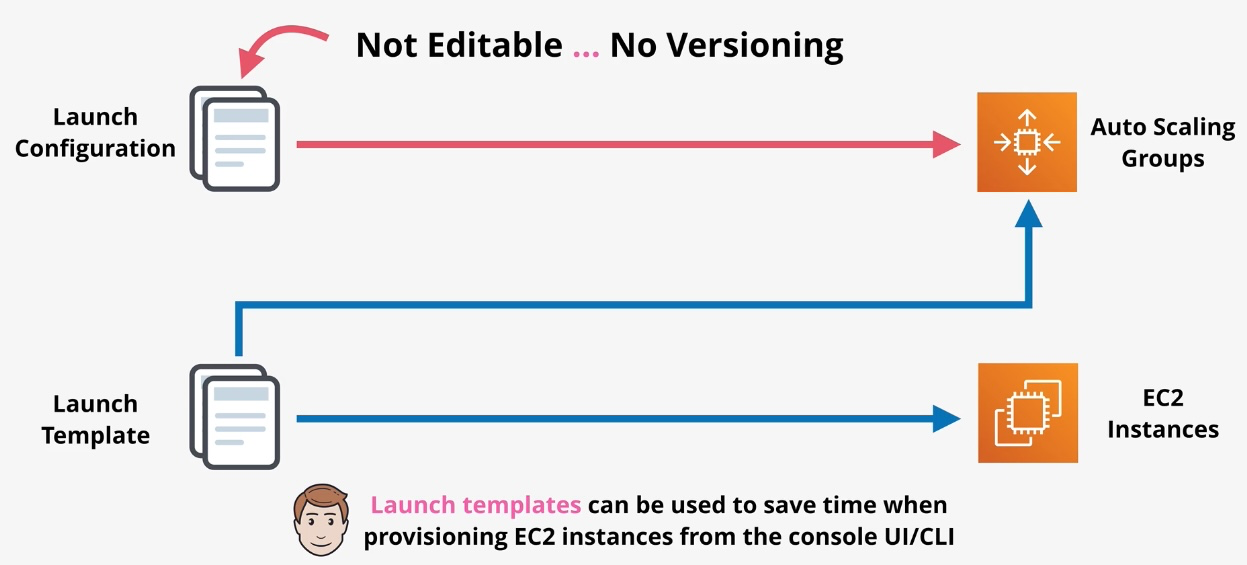 Not Editable ... No Versioning
Launch
Configuration
Auto Scaling
Groups
Launch
Template
EC2
Instances
Launch templates can be used to save time when
provisioning EC2 instances from the console UI/CLI